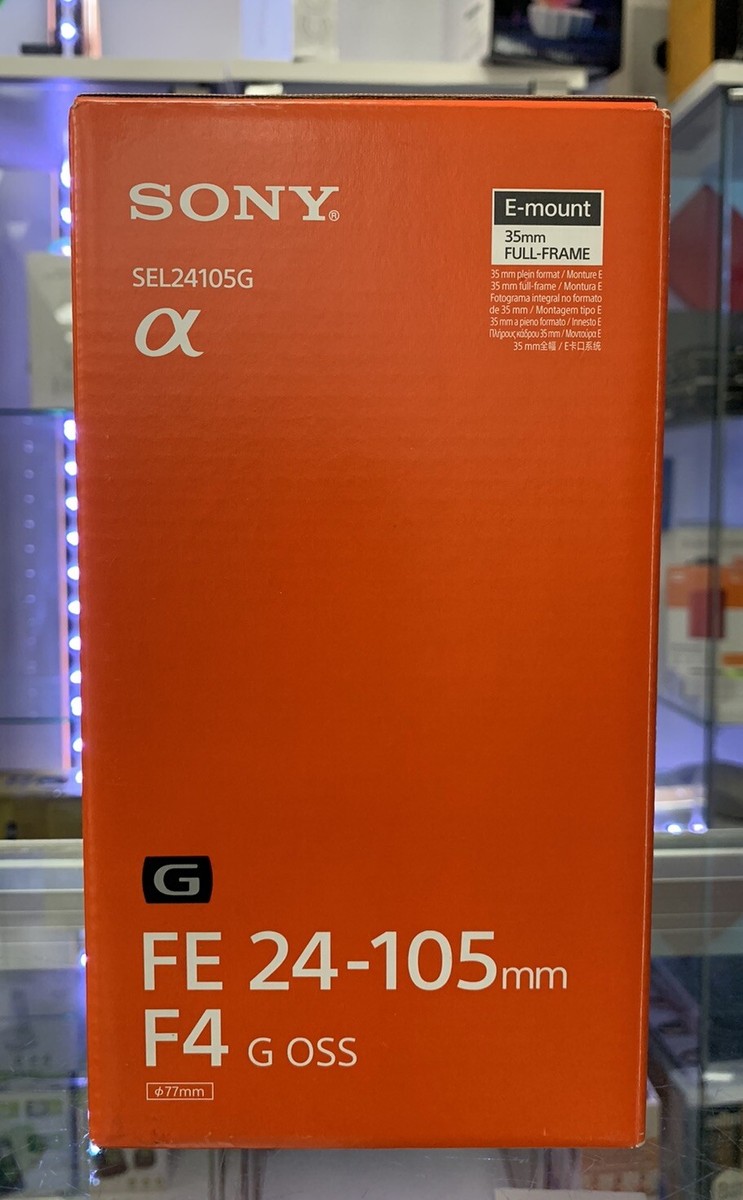 SONY®
SEL24105G
α
E-mount
35mm
FULL-FRAME
35 mm plein format / Monture E
35 mm full-frame / Montura E
Fotograma integral no formato
de 35 mm / Montagem tipo E
35 mm a pieno formato / Innesto E
Πλήρους κάδρου 35 mm / Μοντούρα E
35 mm全幅 / E卡口系统
G
FE 24-105mm
F4 G OSS
ϕ77mm